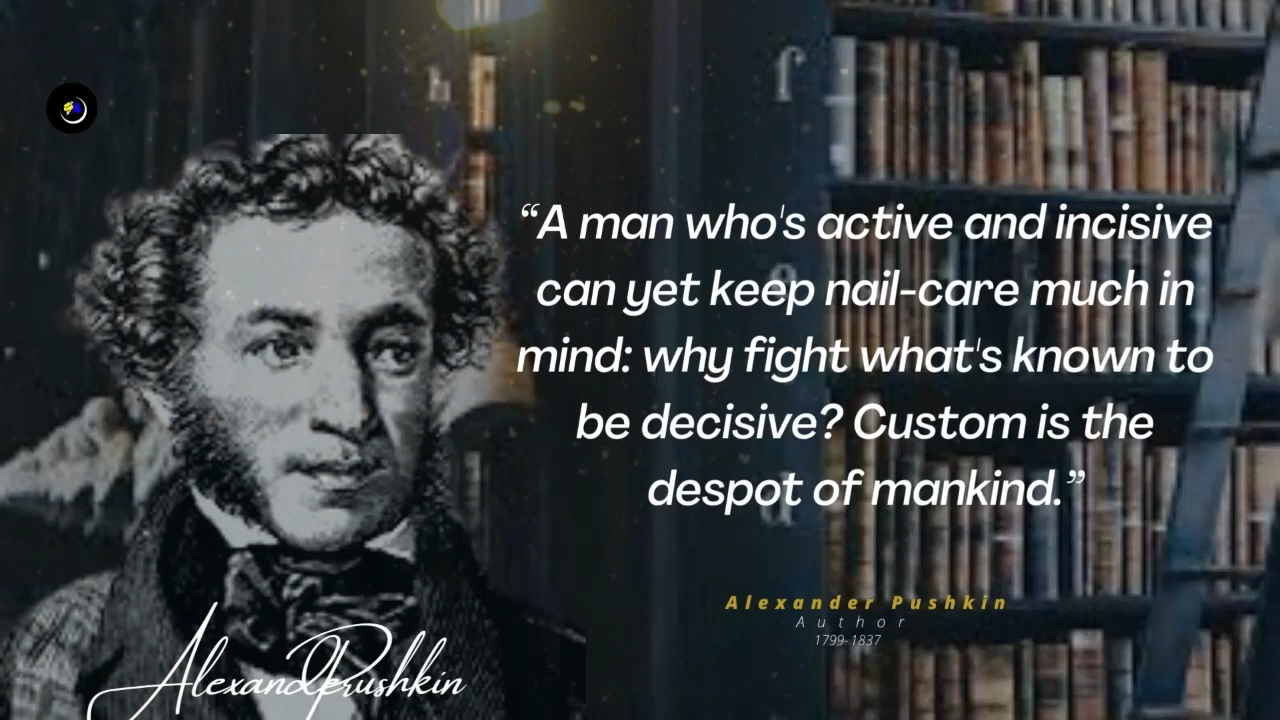 h
f
“A man who's active and incisive
can yet keep nail-care much in
mind: why fight what's known to
be decisive? Custom is the
despot of mankind.”
Alexander Pushkin
Author
1799-1837
Alexanderpushkin